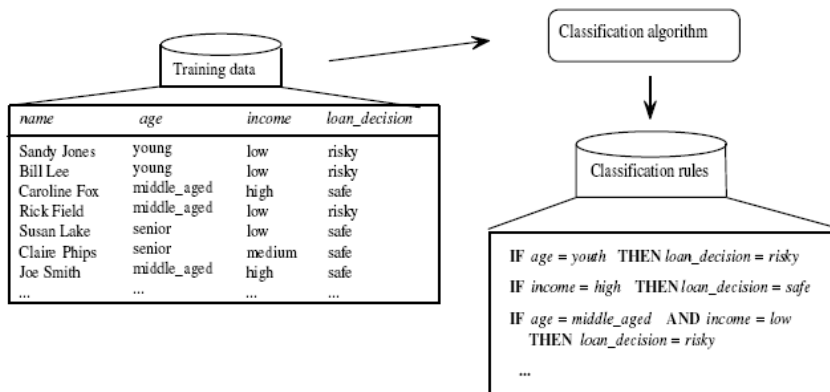 Training data
Classification algorithm
name age income loan_decision
Sandy Jones young low risky
Bill Lee young low risky
Caroline Fox middle_aged high safe
Rick Field middle_aged low risky
Susan Lake senior low safe
Claire Phips senior medium safe
Joe Smith middle_aged high safe
... ... ... ...
Classification rules
IF age = youth THEN loan_decision = risky
IF income = high THEN loan_decision = safe
IF age = middle_aged AND income = low
THEN loan_decision = risky
...